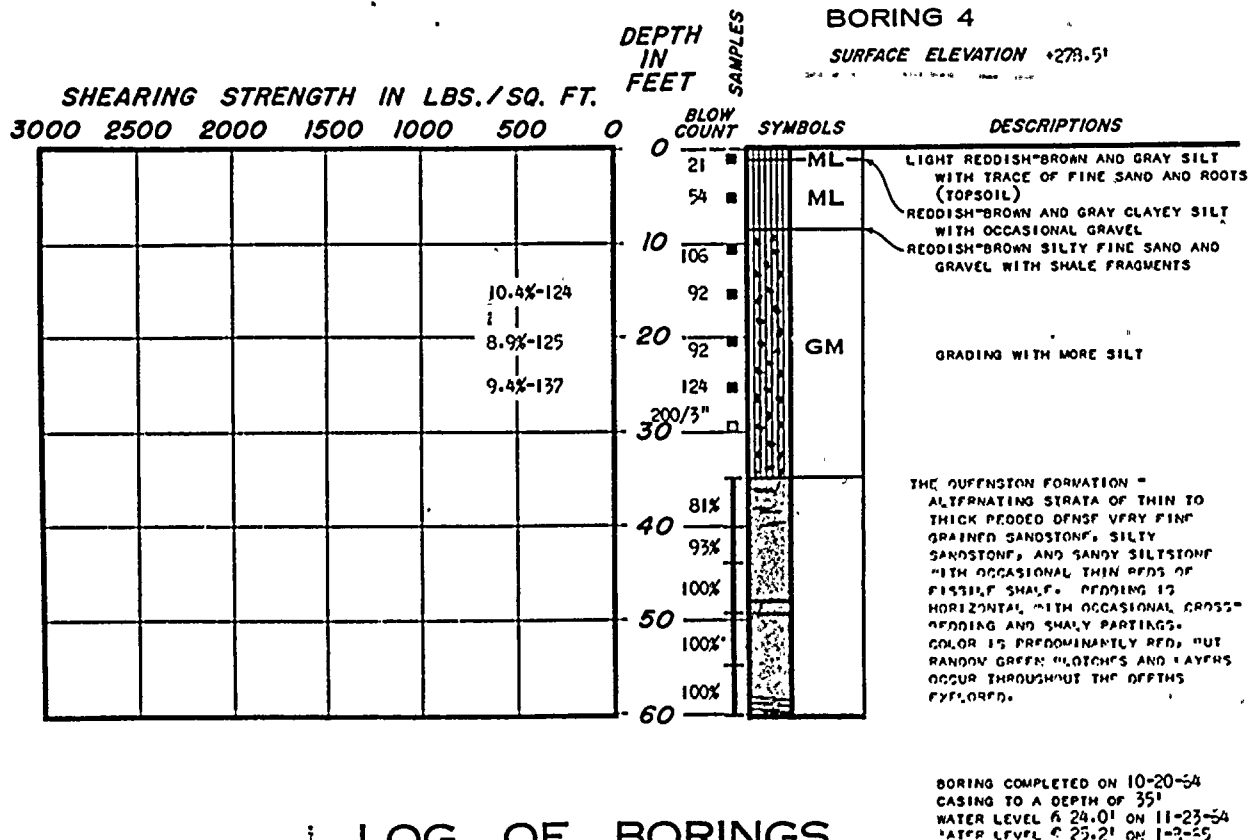 BORING 4
SURFACE ELEVATION +278.5'
DEPTH
IN
FEET
SAMPLES
SHEARING STRENGTH IN LBS./SQ. FT.
3000 2500 2000 1500 1000 500 0
BLOW
COUNT
SYMBOLS
DESCRIPTIONS
0
21
ML
LIGHT REDDISH-BROWN AND GRAY SILT
WITH TRACE OF FINE SAND AND ROOTS
(TOPSOIL)
54
ML
REDDISH-BROWN AND GRAY CLAYEY SILT
WITH OCCASIONAL GRAVEL
10
106
REDDISH-BROWN SILTY FINE SAND AND
GRAVEL WITH SHALE FRAGMENTS
10.4%-124
92
20
8.9%-125
92
GM
GRADING WITH MORE SILT
9.4%-137
124
200/3"
30
THE QUEENSTON FORMATION -
ALTERNATING STRATA OF THIN TO
THICK BEDDED DENSE VERY FINE
GRAINED SANDSTONE, SILTY
SANDSTONE, AND SANDY SILTSTONE
WITH OCCASIONAL THIN BEDS OF
FISSILE SHALE. BEDDING IS
HORIZONTAL WITH OCCASIONAL CROSS-
BEDDING AND SHALY PARTINGS.
COLOR IS PREDOMINANTLY RED, BUT
RANDOM GREEN BLOTCHES AND LAYERS
OCCUR THROUGHOUT THE DEPTHS
EXPLORED.
81%
40
93%
100%
50
100%
100%
60
BORING COMPLETED ON 10-20-64
CASING TO A DEPTH OF 35'
WATER LEVEL @ 24.0' ON 11-23-64
WATER LEVEL @ 25.2' ON
LOG OF BORINGS